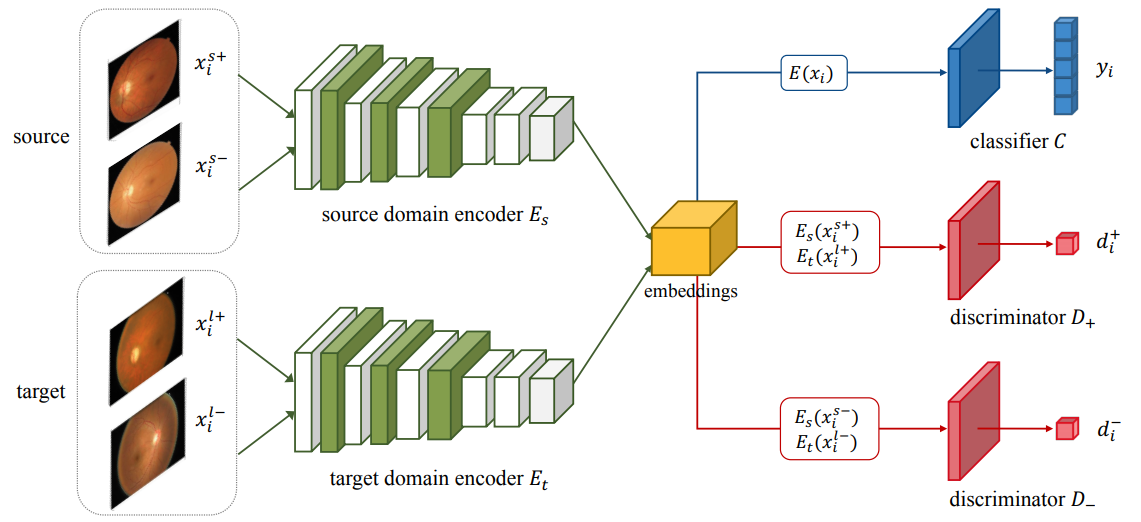 source
$x_i^{s+}$
$x_i^{s-}$
source domain encoder $E_s$
target
$x_i^{l+}$
$x_i^{l-}$
target domain encoder $E_t$
embeddings
$E(x_i)$
classifier $C$
$y_i$
$E_s(x_i^{s+})$
$E_t(x_i^{l+})$
discriminator $D_+$
$d_i^+$
$E_s(x_i^{s-})$
$E_t(x_i^{l-})$
discriminator $D_-$
$d_i^-$